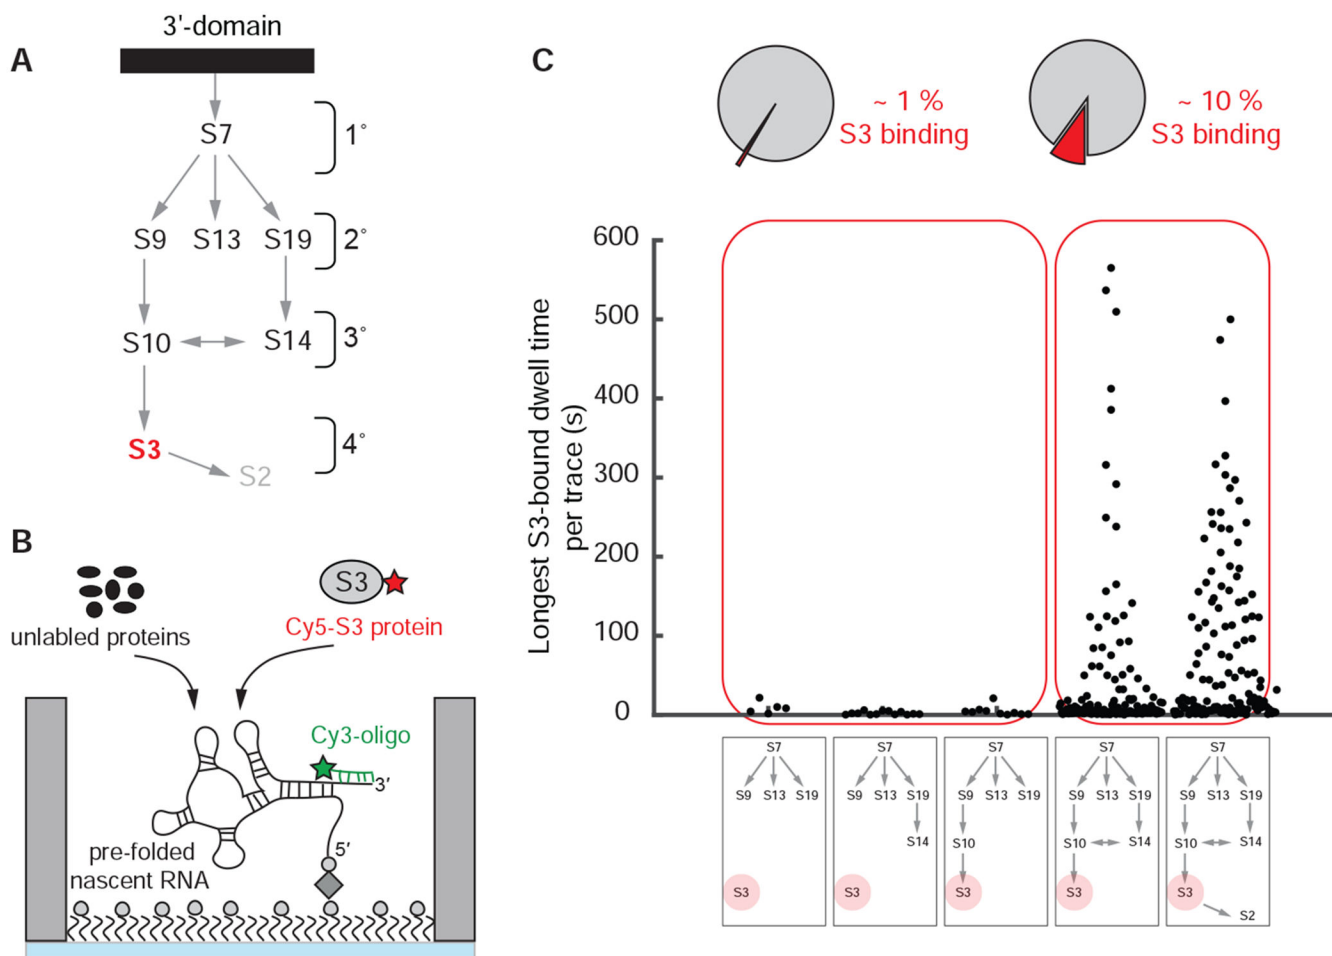 A
3'-domain
S7
1°
S9 S13 S19
2°
S10 S14
3°
S3
4°
S2
B
unlabled proteins
S3
Cy5-S3 protein
Cy3-oligo
3'
5'
pre-folded
nascent RNA
C
~ 1 %
S3 binding
~ 10 %
S3 binding
Longest S3-bound dwell time
per trace (s)
600
500
400
300
200
100
0
S7
S9 S13 S19
S3
S7
S9 S13 S19
S14
S3
S7
S9 S13 S19
S10
S3
S7
S9 S13 S19
S10 S14
S3
S7
S9 S13 S19
S10 S14
S3
S2